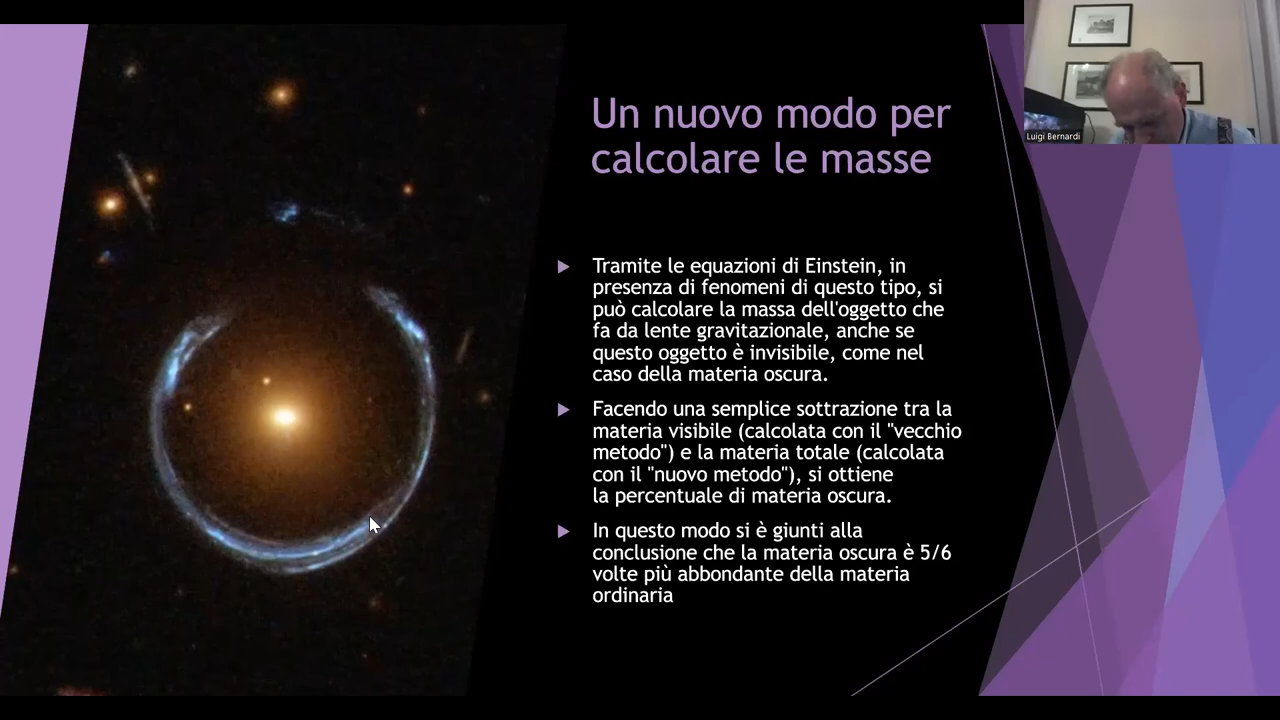 Un nuovo modo per
calcolare le masse
Luigi Bernardi
Tramite le equazioni di Einstein, in
presenza di fenomeni di questo tipo, si
può calcolare la massa dell'oggetto che
fa da lente gravitazionale, anche se
questo oggetto è invisibile, come nel
caso della materia oscura.
Facendo una semplice sottrazione tra la
materia visibile (calcolata con il "vecchio
metodo") e la materia totale (calcolata
con il "nuovo metodo"), si ottiene
la percentuale di materia oscura.
In questo modo si è giunti alla
conclusione che la materia oscura è 5/6
volte più abbondante della materia
ordinaria